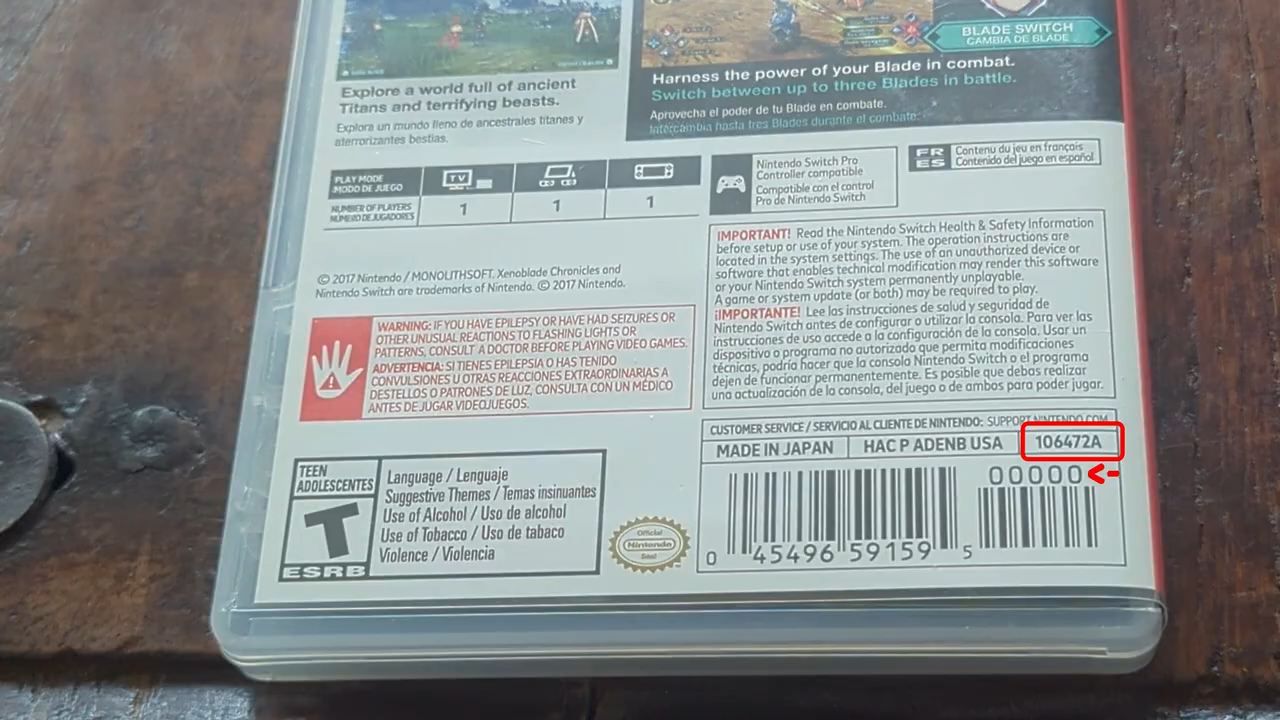 BLADE SWITCH
CAMBIA DE BLADE
Explore a world full of ancient
Titans and terrifying beasts.
Explora un mundo lleno de ancestrales titanes y
aterrorizantes bestias.
Harness the power of your Blade in combat.
Switch between up to three Blades in battle.
Aprovecha el poder de tu Blade en combate.
Intercambia hasta tres Blades durante el combate.
PLAY MODE
MODO DE JUEGO
TV
NUMBER OF PLAYERS
NÚMERO DE JUGADORES
1
1
1
Nintendo Switch Pro
Controller compatible
Compatible con el control
Pro de Nintendo Switch
FR
ES
Contenu du jeu en français
Contenido del juego en español
© 2017 Nintendo / MONOLITHSOFT. Xenoblade Chronicles and
Nintendo Switch are trademarks of Nintendo. © 2017 Nintendo.
WARNING: IF YOU HAVE EPILEPSY OR HAVE HAD SEIZURES OR
OTHER UNUSUAL REACTIONS TO FLASHING LIGHTS OR
PATTERNS, CONSULT A DOCTOR BEFORE PLAYING VIDEO GAMES.
ADVERTENCIA: SI TIENES EPILEPSIA O HAS TENIDO
CONVULSIONES U OTRAS REACCIONES EXTRAORDINARIAS A
DESTELLOS O PATRONES DE LUZ, CONSULTA CON UN MÉDICO
ANTES DE JUGAR VIDEOJUEGOS.
IMPORTANT! Read the Nintendo Switch Health & Safety Information
before setup or use of your system. The operation instructions are
located in the system settings. The use of an unauthorized device or
software that enables technical modification may render this software
or your Nintendo Switch system permanently unplayable.
A game or system update (or both) may be required to play.
¡IMPORTANTE! Lee las instrucciones de salud y seguridad de
Nintendo Switch antes de configurar o utilizar la consola. Para ver las
instrucciones de uso accede a la configuración de la consola. Usar un
dispositivo o programa no autorizado que permita modificaciones
técnicas, podría hacer que la consola Nintendo Switch o el programa
dejen de funcionar permanentemente. Es posible que debas realizar
una actualización de la consola, del juego o de ambos para poder jugar.
CUSTOMER SERVICE / SERVICIO AL CLIENTE DE NINTENDO: SUPPORT.NINTENDO.COM
MADE IN JAPAN
HAC P ADENB USA
106472A
00000
0 45496 59159 5
TEEN
ADOLESCENTES
T
ESRB
Language / Lenguaje
Suggestive Themes / Temas insinuantes
Use of Alcohol / Uso de alcohol
Use of Tobacco / Uso de tabaco
Violence / Violencia
Official
Nintendo
Seal